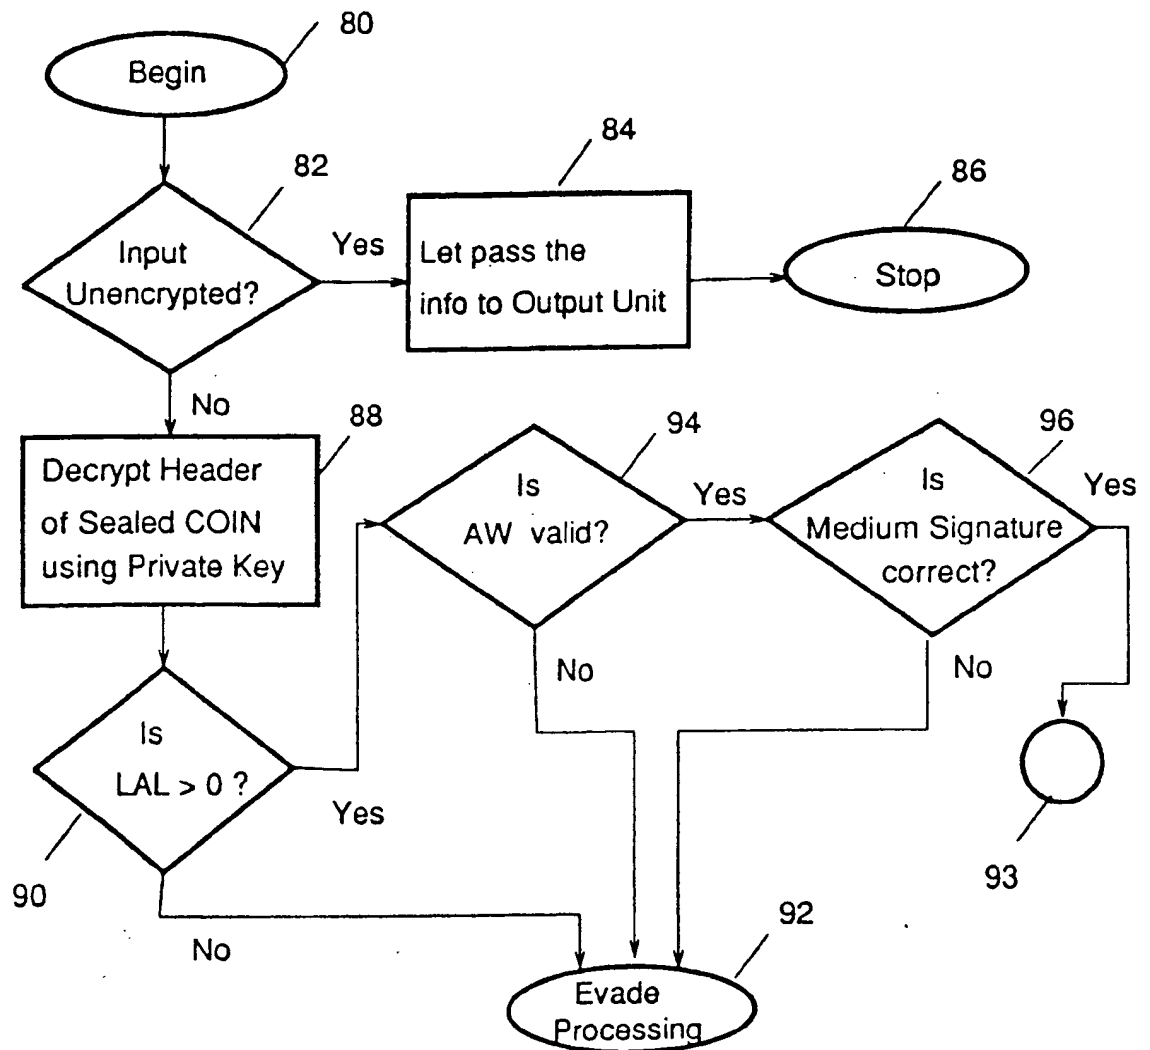 80
Begin
82
Input
Unencrypted?
Yes
84
Let pass the
info to Output Unit
86
Stop
No
88
Decrypt Header
of Sealed COIN
using Private Key
94
Is
AW valid?
Yes
96
Is
Medium Signature
correct?
Yes
No
No
93
Is
LAL > 0 ?
Yes
90
No
92
Evade
Processing